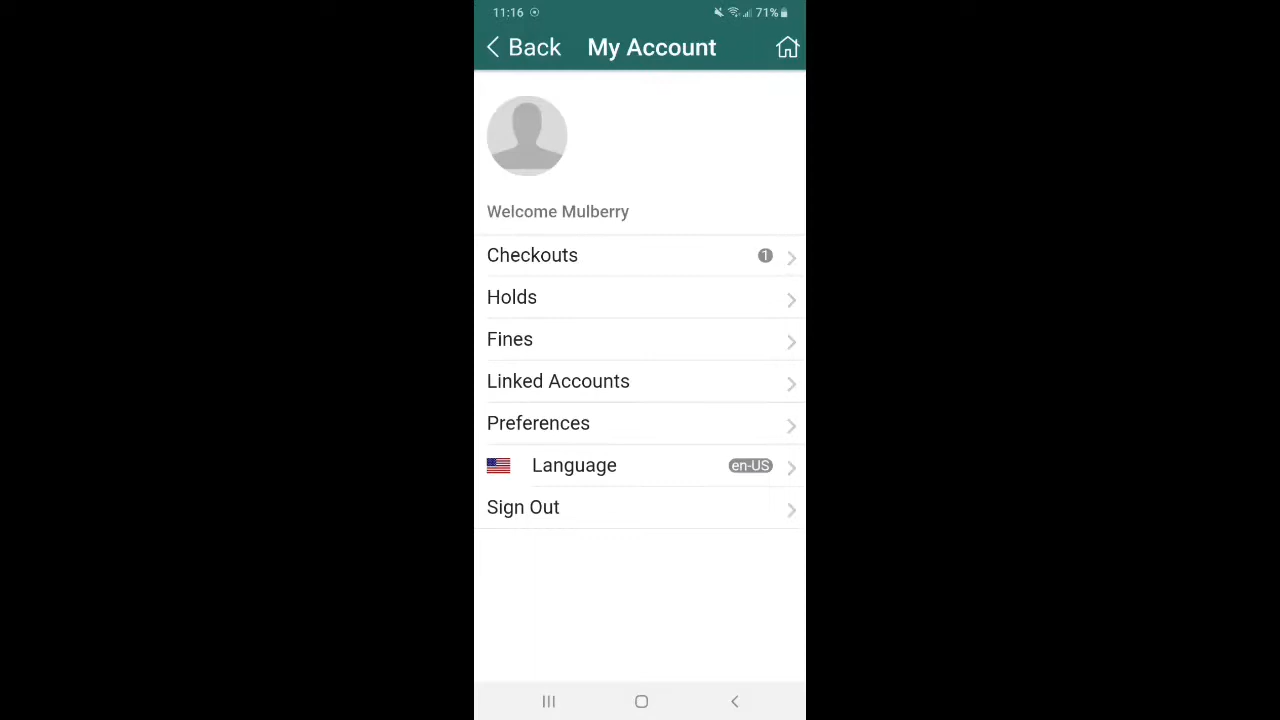 11:16 71%
Back My Account
Welcome Mulberry
Checkouts 1
Holds
Fines
Linked Accounts
Preferences
Language en-US
Sign Out